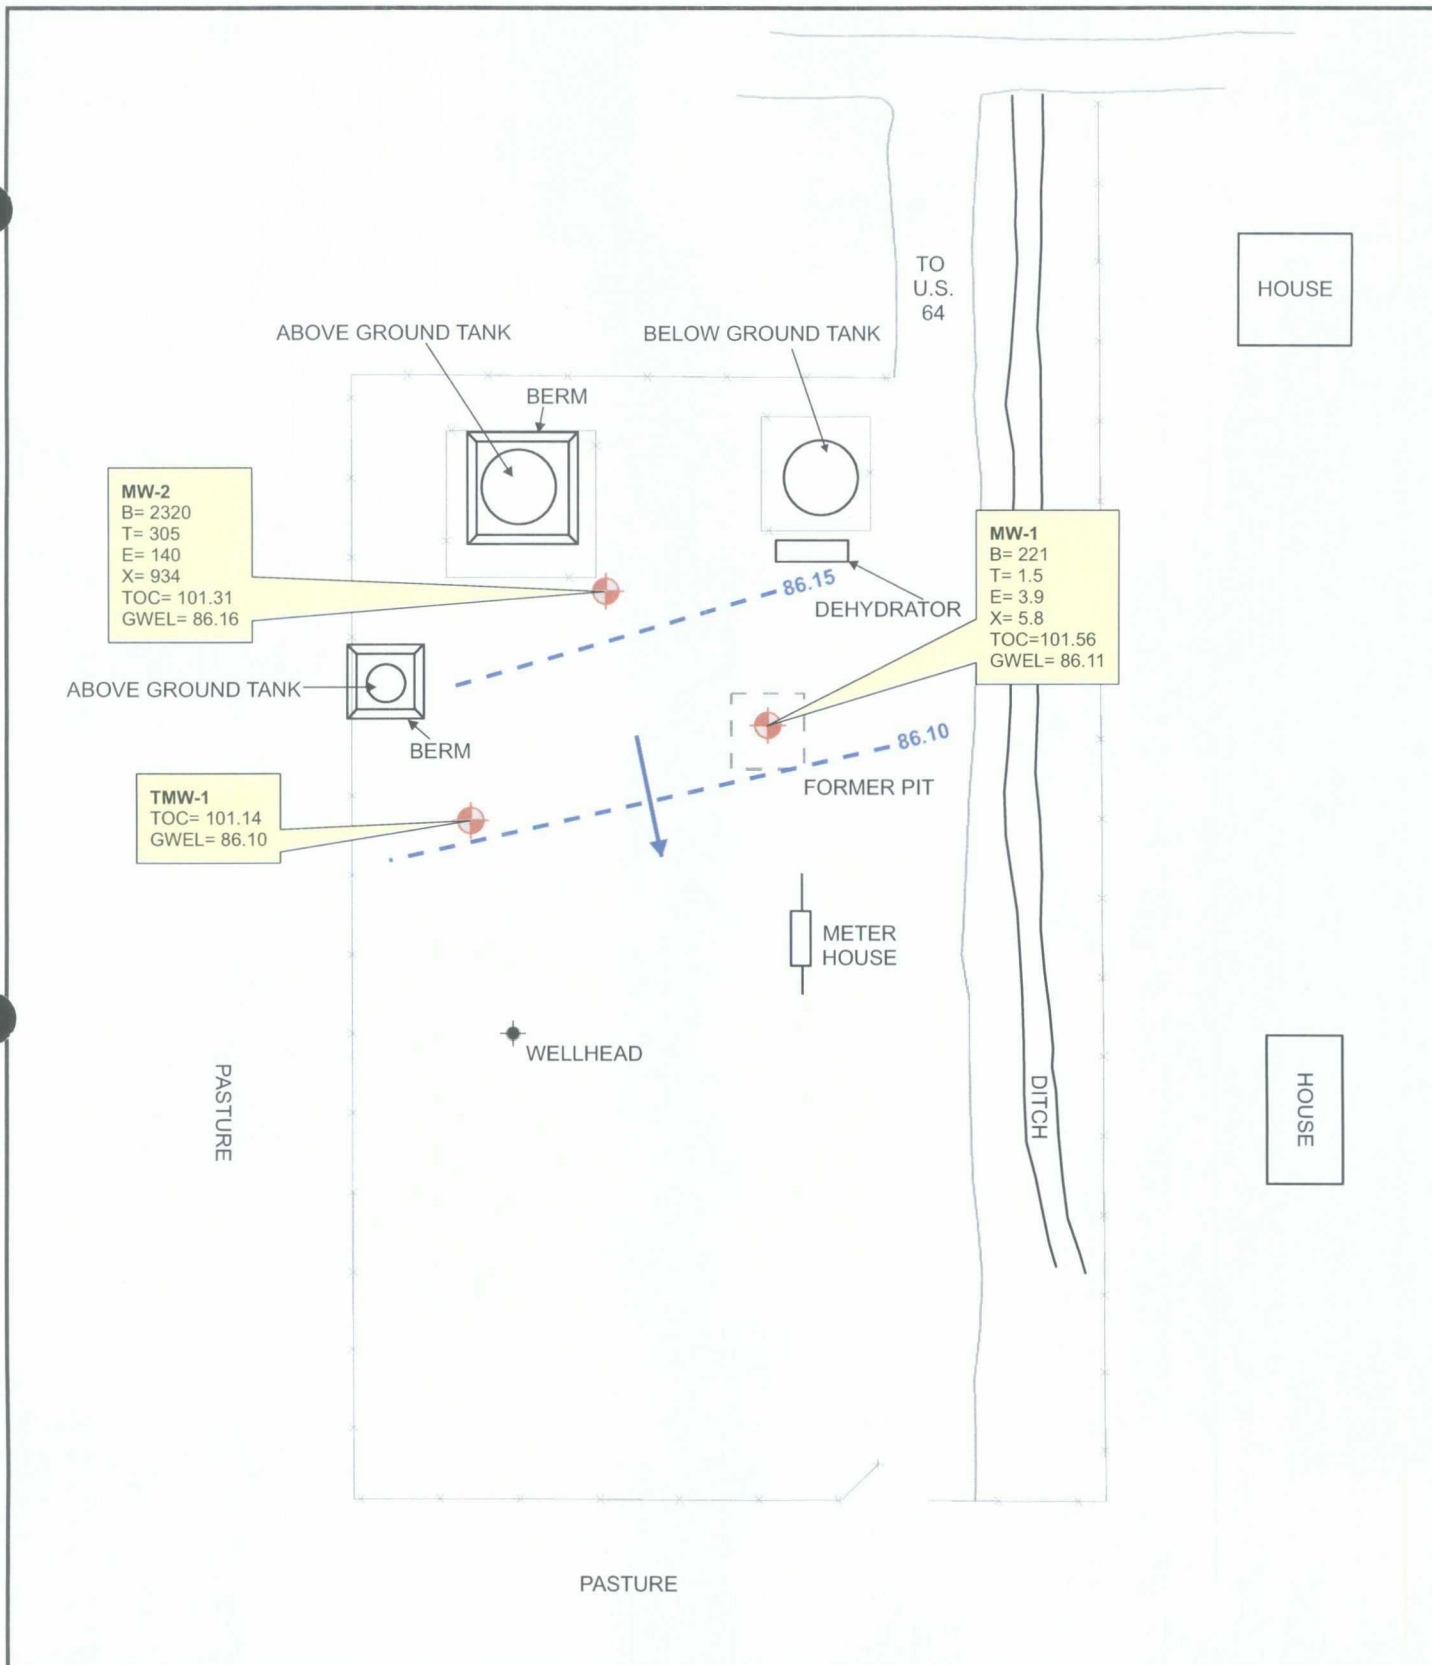 TO
U.S.
64
HOUSE
ABOVE GROUND TANK
BELOW GROUND TANK
BERM
MW-2
B= 2320
T= 305
E= 140
X= 934
TOC= 101.31
GWEL= 86.16
MW-1
B= 221
T= 1.5
E= 3.9
X= 5.8
TOC=101.56
GWEL= 86.11
86.15
DEHYDRATOR
ABOVE GROUND TANK
BERM
86.10
FORMER PIT
TMW-1
TOC= 101.14
GWEL= 86.10
METER
HOUSE
WELLHEAD
PASTURE
DITCH
HOUSE
PASTURE